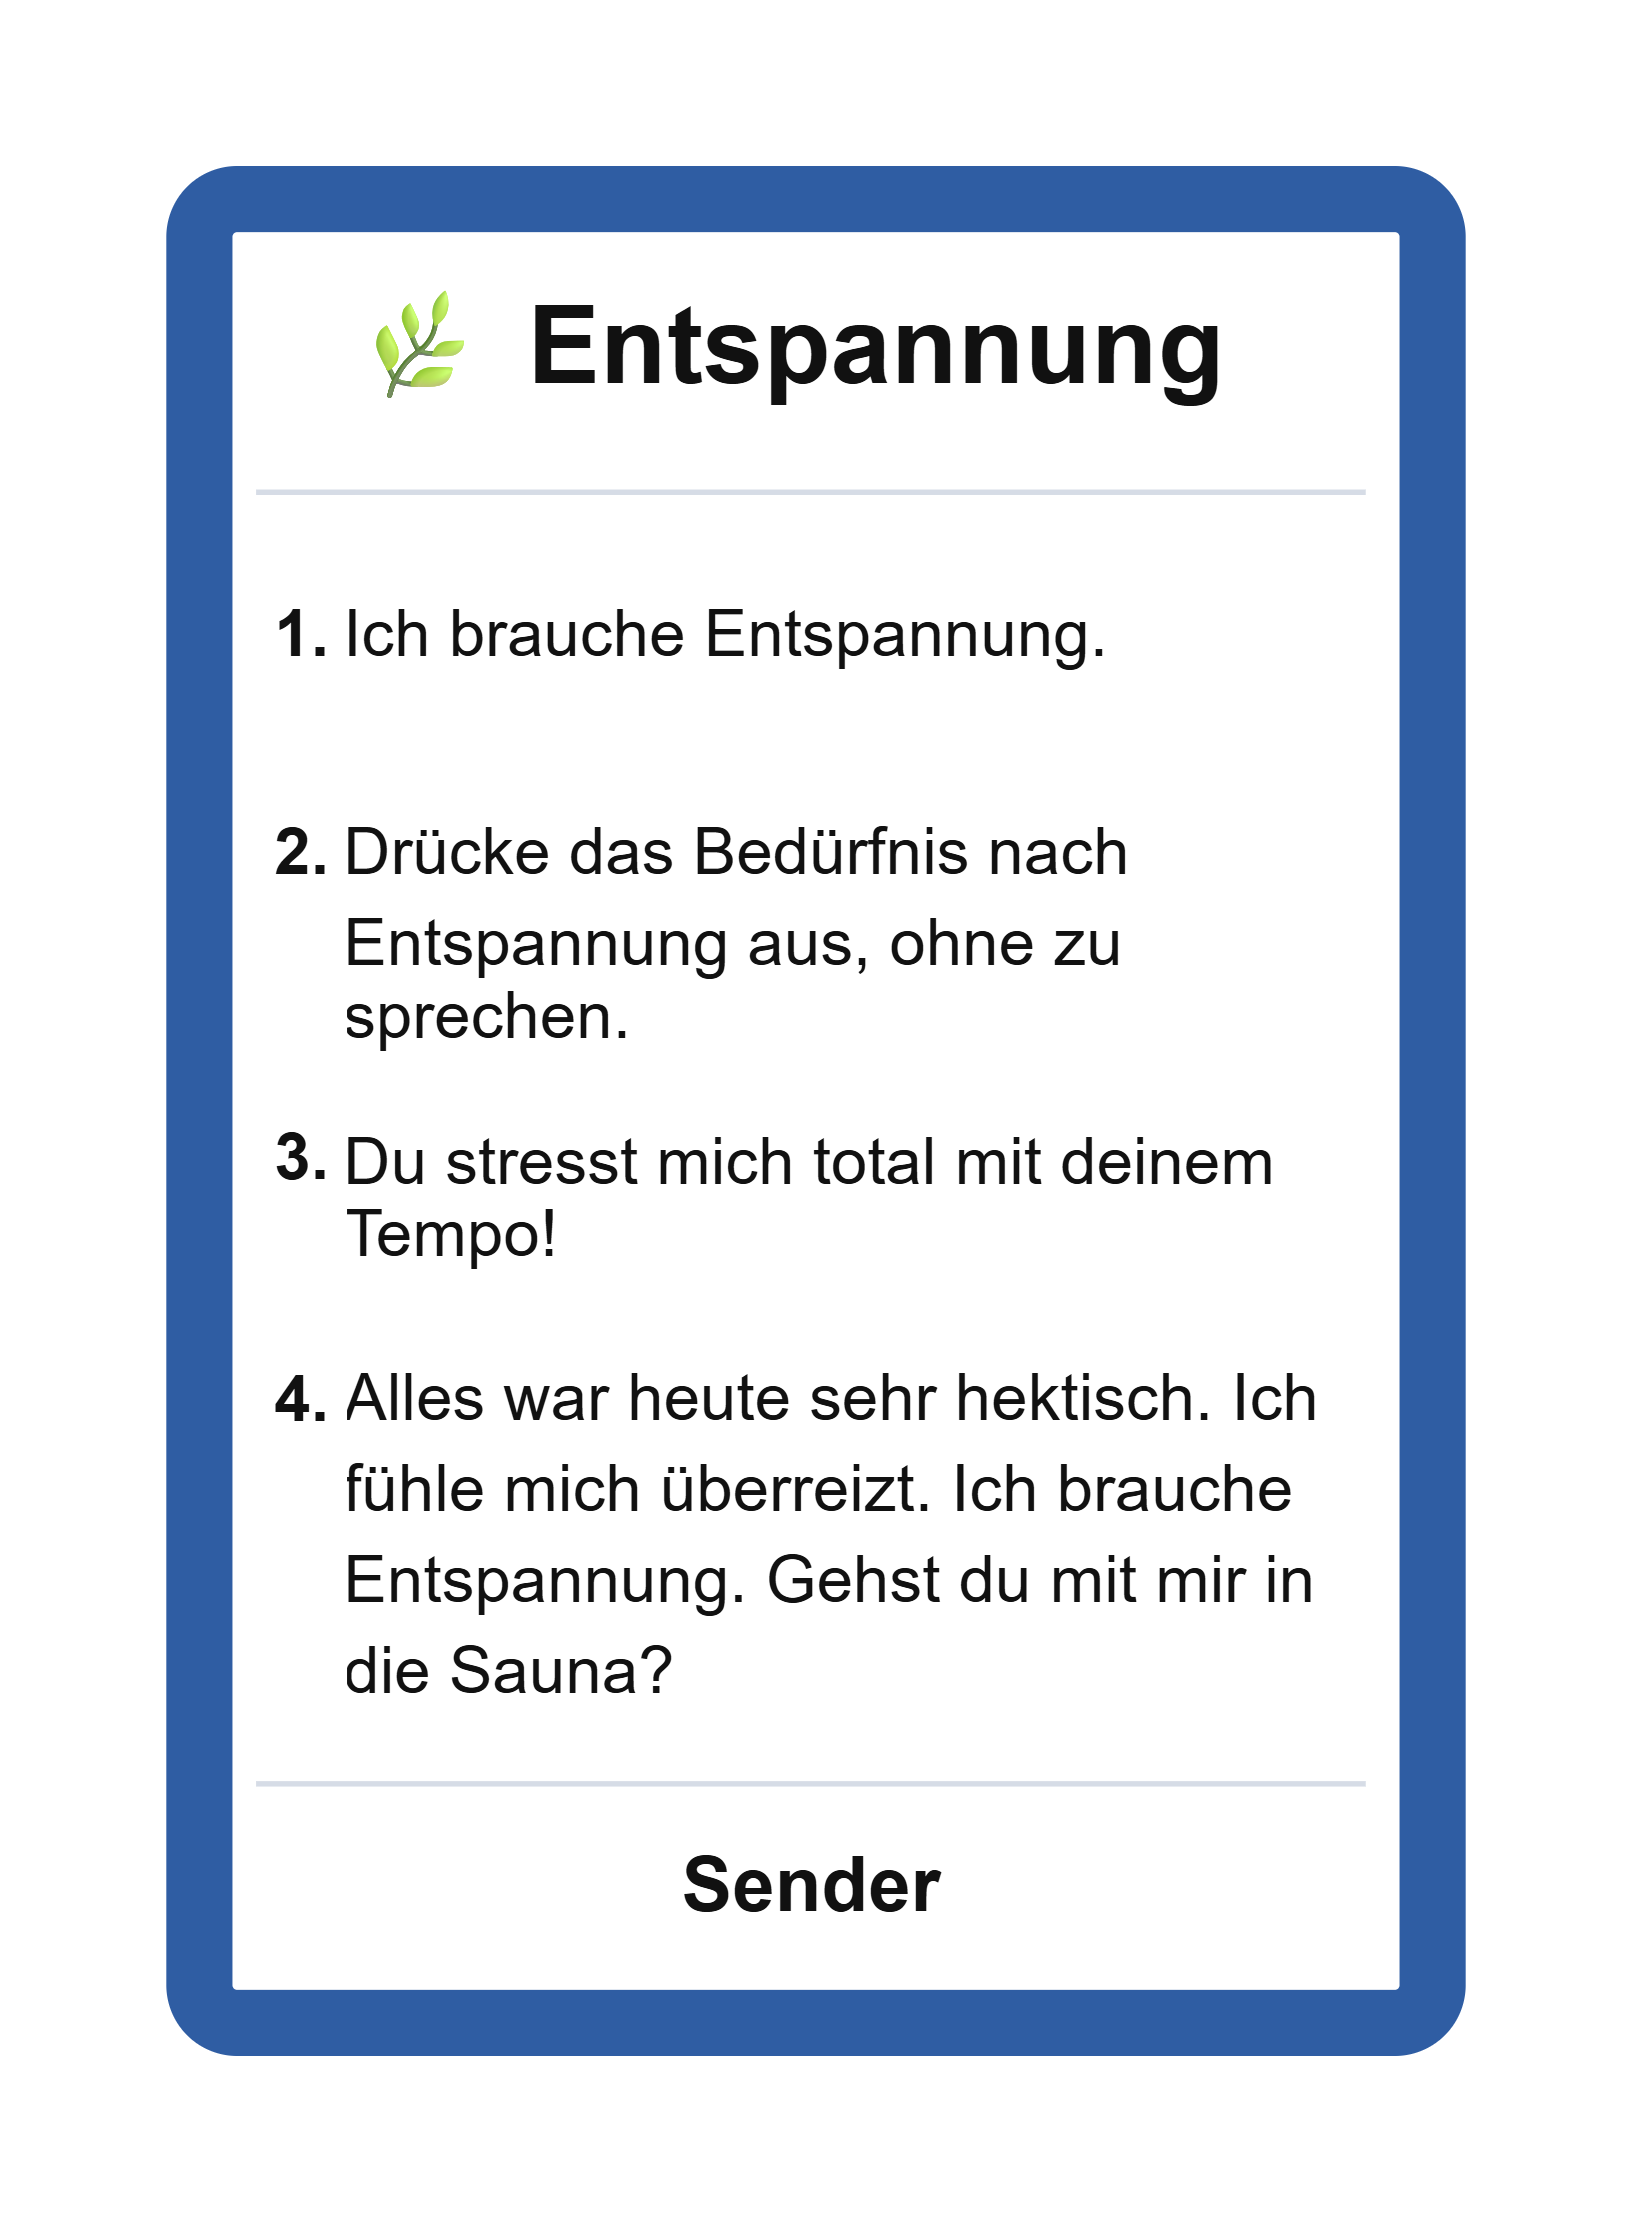 Entspannung
1. Ich brauche Entspannung.
2. Drücke das Bedürfnis nach
Entspannung aus, ohne zu
sprechen.
3. Du stresst mich total mit deinem
Tempo!
4. Alles war heute sehr hektisch. Ich
fühle mich überreizt. Ich brauche
Entspannung. Gehst du mit mir in
die Sauna?
Sender